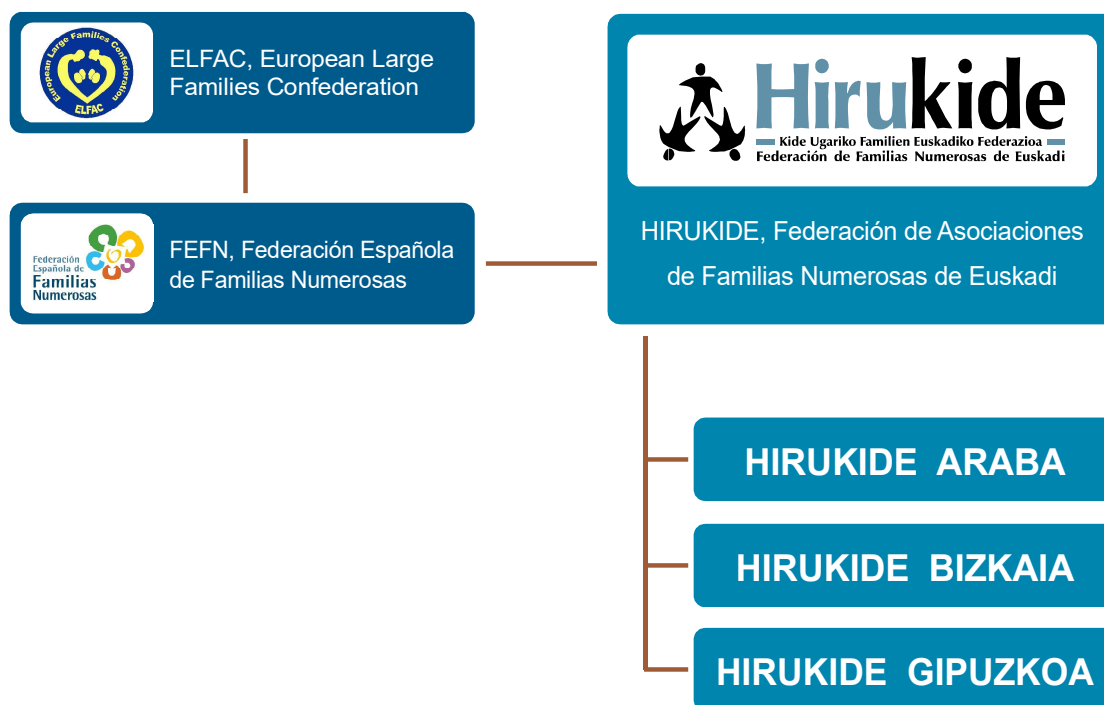 European Large Families Confederation
ELFAC
ELFAC, European Large
Families Confederation
Federación
Española de
Familias
Numerosas
FEFN, Federación Española
de Familias Numerosas
Hirukide
Kide Ugariko Familien Euskadiko Federazioa
Federación de Familias Numerosas de Euskadi
HIRUKIDE, Federación de Asociaciones
de Familias Numerosas de Euskadi
HIRUKIDE ARABA
HIRUKIDE BIZKAIA
HIRUKIDE GIPUZKOA